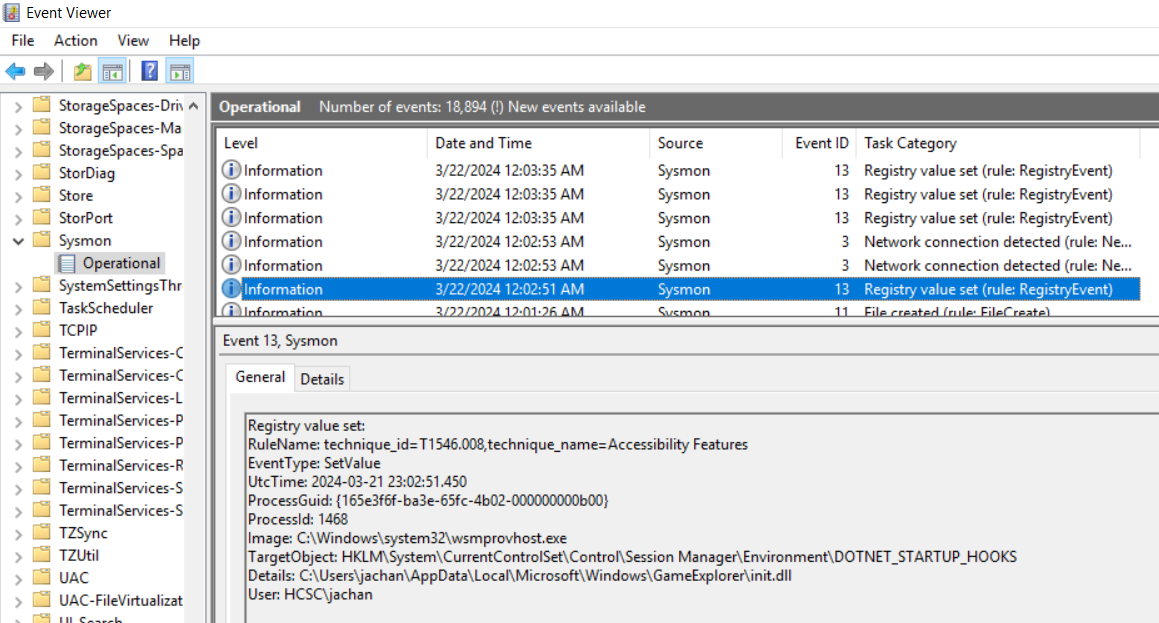 Event Viewer
File Action View Help
StorageSpaces-Driv
StorageSpaces-Ma
StorageSpaces-Spa
StorDiag
Store
StorPort
Sysmon
Operational
SystemSettingsThr
TaskScheduler
TCPIP
TerminalServices-C
TerminalServices-C
TerminalServices-L
TerminalServices-P
TerminalServices-P
TerminalServices-R
TerminalServices-S
TerminalServices-S
TZSync
TZUtil
UAC
UAC-FileVirtualizat
UI-Search
Operational Number of events: 18,894 (!) New events available
Level Date and Time Source Event ID Task Category
Information 3/22/2024 12:03:35 AM Sysmon 13 Registry value set (rule: RegistryEvent)
Information 3/22/2024 12:03:35 AM Sysmon 13 Registry value set (rule: RegistryEvent)
Information 3/22/2024 12:03:35 AM Sysmon 13 Registry value set (rule: RegistryEvent)
Information 3/22/2024 12:02:53 AM Sysmon 3 Network connection detected (rule: Ne...
Information 3/22/2024 12:02:53 AM Sysmon 3 Network connection detected (rule: Ne...
Information 3/22/2024 12:02:51 AM Sysmon 13 Registry value set (rule: RegistryEvent)
Information 3/22/2024 12:01:26 AM Sysmon 11 File created (rule: FileCreate)
Event 13, Sysmon
General Details
Registry value set:
RuleName: technique_id=T1546.008,technique_name=Accessibility Features
EventType: SetValue
UtcTime: 2024-03-21 23:02:51.450
ProcessGuid: {165e3f6f-ba3e-65fc-4b02-000000000b00}
ProcessId: 1468
Image: C:\Windows\system32\wsmprovhost.exe
TargetObject: HKLM\System\CurrentControlSet\Control\Session Manager\Environment\DOTNET_STARTUP_HOOKS
Details: C:\Users\jachan\AppData\Local\Microsoft\Windows\GameExplorer\init.dll
User: HCSC\jachan